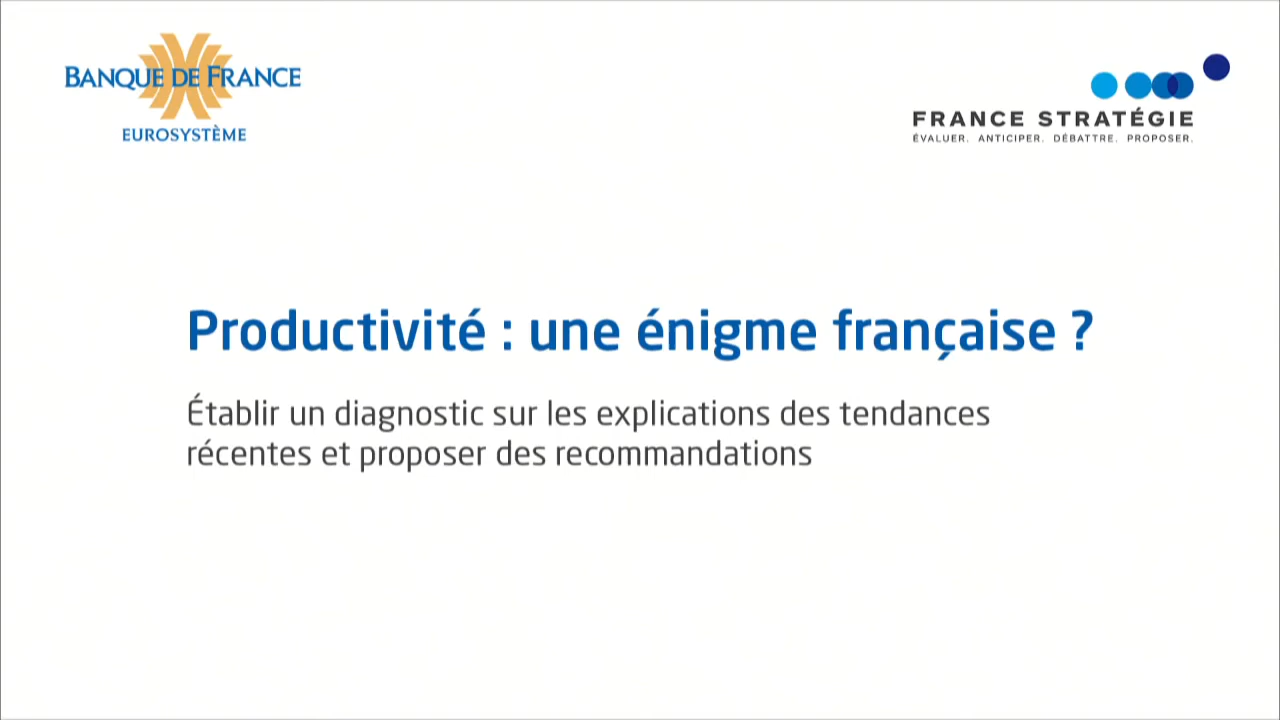 BANQUE DE FRANCE
EUROSYSTÈME
FRANCE STRATÉGIE
ÉVALUER. ANTICIPER. DÉBATTRE. PROPOSER.
Productivité : une énigme française ?
Établir un diagnostic sur les explications des tendances
récentes et proposer des recommandations